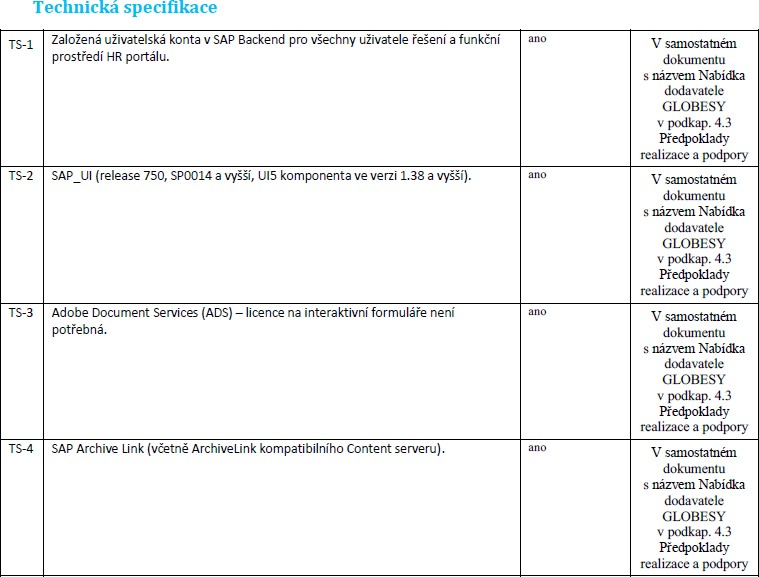 Technická specifikace
TS-1
Založená uživatelská konta v SAP Backend pro všechny uživatele řešení a funkční
prostředí HR portálu.
ano
V samostatném
dokumentu
s názvem Nabídka
dodavatele
GLOBESY
v podkap. 4.3
Předpoklady
realizace a podpory
TS-2
SAP_UI (release 750, SP0014 a vyšší, UI5 komponenta ve verzi 1.38 a vyšší).
ano
V samostatném
dokumentu
s názvem Nabídka
dodavatele
GLOBESY
v podkap. 4.3
Předpoklady
realizace a podpory
TS-3
Adobe Document Services (ADS) – licence na interaktivní formuláře není
potřebná.
ano
V samostatném
dokumentu
s názvem Nabídka
dodavatele
GLOBESY
v podkap. 4.3
Předpoklady
realizace a podpory
TS-4
SAP Archive Link (včetně ArchiveLink kompatibilního Content serveru).
ano
V samostatném
dokumentu
s názvem Nabídka
dodavatele
GLOBESY
v podkap. 4.3
Předpoklady
realizace a podpory